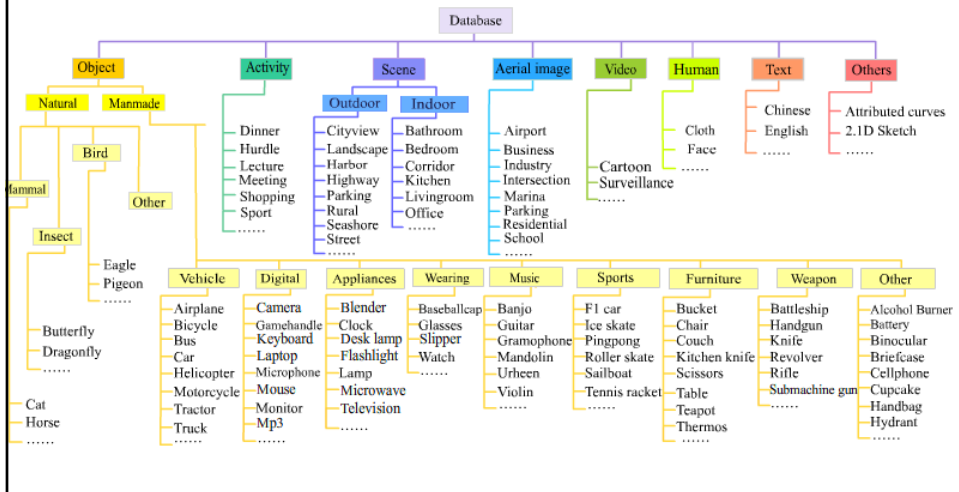 Database
Object
Activity
Scene
Aerial image
Video
Human
Text
Others
Natural
Manmade
Outdoor
Indoor
Mammal
Insect
Bird
Other
Cat
Horse
......
Butterfly
Dragonfly
......
Eagle
Pigeon
......
Dinner
Hurdle
Lecture
Meeting
Shopping
Sport
......
Cityview
Landscape
Harbor
Highway
Parking
Rural
Seashore
Street
......
Bathroom
Bedroom
Corridor
Kitchen
Livingroom
Office
......
Airport
Business
Industry
Intersection
Marina
Parking
Residential
School
......
Cartoon
Surveillance
......
Cloth
Face
......
Chinese
English
......
Attributed curves
2.1D Sketch
......
Vehicle
Airplane
Bicycle
Bus
Car
Helicopter
Motorcycle
Tractor
Truck
......
Digital
Camera
Gamehandle
Keyboard
Laptop
Microphone
Mouse
Monitor
Mp3
......
Appliances
Blender
Clock
Desk lamp
Flashlight
Lamp
Microwave
Television
......
Wearing
Baseballcap
Glasses
Slipper
Watch
......
Music
Banjo
Guitar
Gramophone
Mandolin
Urheen
Violin
......
Sports
F1 car
Ice skate
Pingpong
Roller skate
Sailboat
Tennis racket
......
Furniture
Bucket
Chair
Couch
Kitchen knife
Scissors
Table
Teapot
Thermos
......
Weapon
Battleship
Handgun
Knife
Revolver
Rifle
Submachine gun
......
Other
Alcohol Burner
Battery
Binocular
Briefcase
Cellphone
Cupcake
Handbag
Hydrant
......